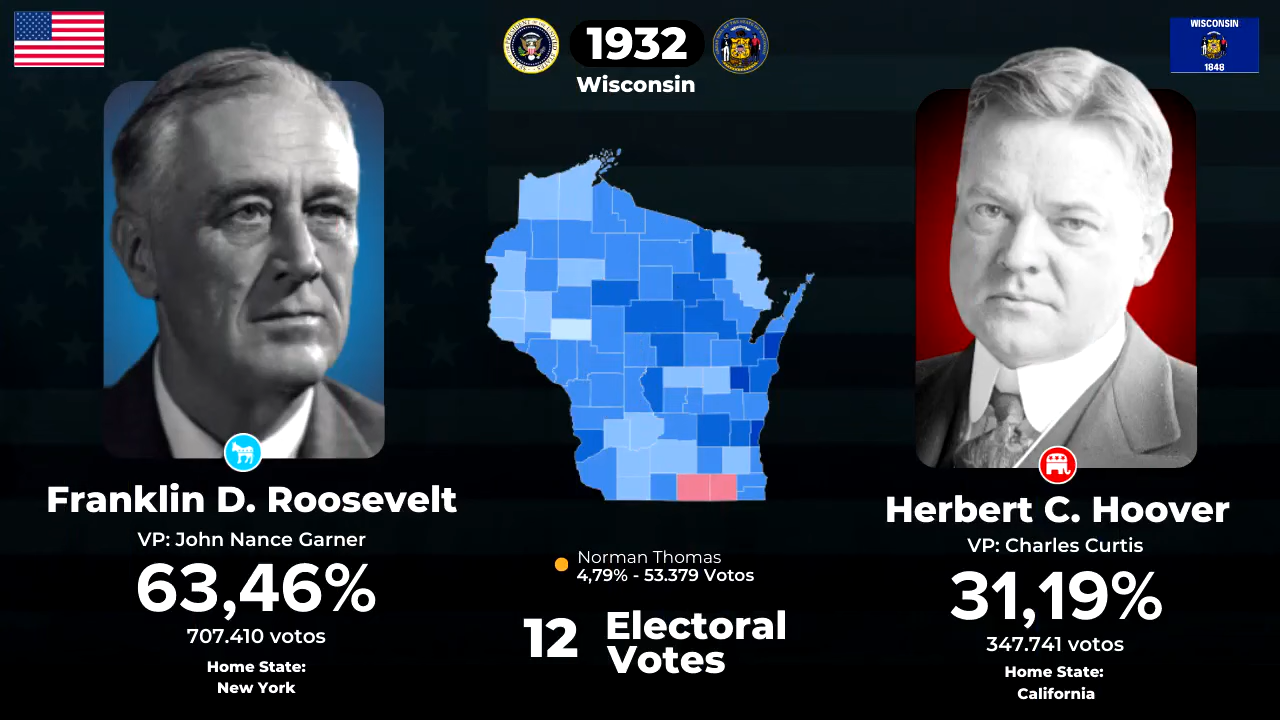 1932
Wisconsin
WISCONSIN
1848
Franklin D. Roosevelt
VP: John Nance Garner
63,46%
707.410 votos
Home State:
New York
Norman Thomas
4,79% - 53.379 Votos
12 Electoral
Votes
Herbert C. Hoover
VP: Charles Curtis
31,19%
347.741 votos
Home State:
California